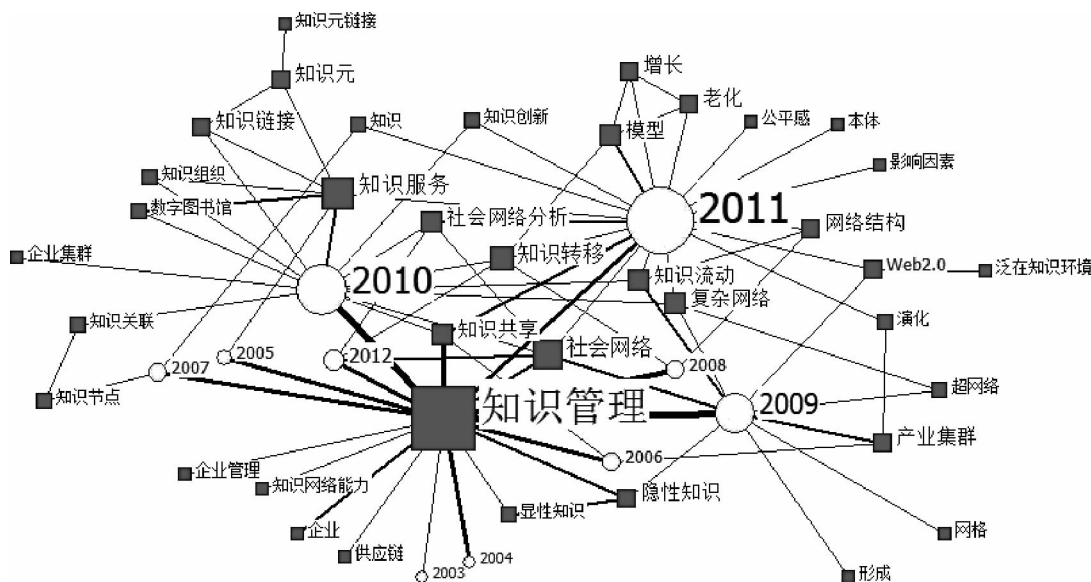 知识元链接
知识元
增长
老化
知识链接
知识
知识创新
模型
公平感
本体
影响因素
知识组织
知识服务
数字图书馆
社会网络分析
2011
网络结构
企业集群
2010
知识转移
知识流动
Web2.0
泛在知识环境
复杂网络
知识关联
知识共享
演化
2005
2012
社会网络
2007
2008
超网络
知识节点
知识管理
2009
产业集群
2006
企业管理
知识网络能力
隐性知识
显性知识
企业
网格
供应链
2004
2003
形成